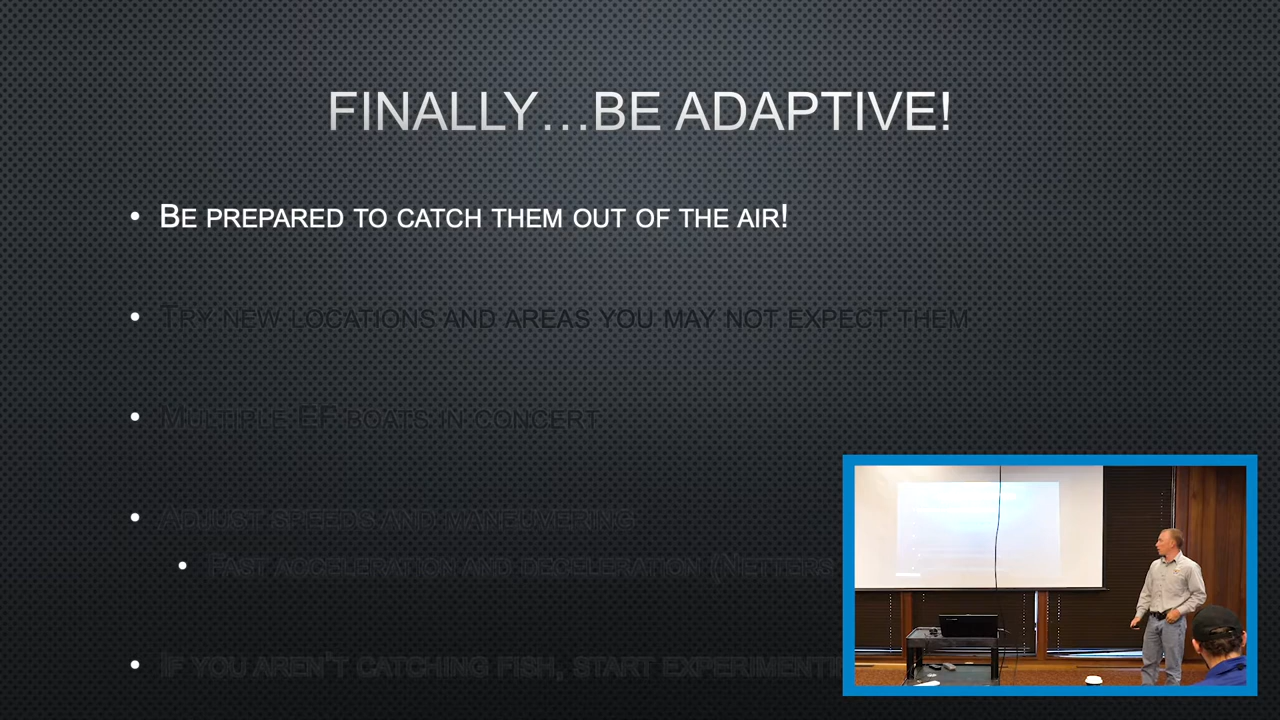 FINALLY...BE ADAPTIVE!
• BE PREPARED TO CATCH THEM OUT OF THE AIR!
• TRY NEW LOCATIONS AND AREAS YOU MAY NOT EXPECT THEM
• MULTIPLE EF BOATS IN CONCERT
• ADJUST SPEEDS AND MANEUVERING
• FAST ACCELERATION AND DECELERATION
• IF YOU AREN'T CATCHING FISH, START